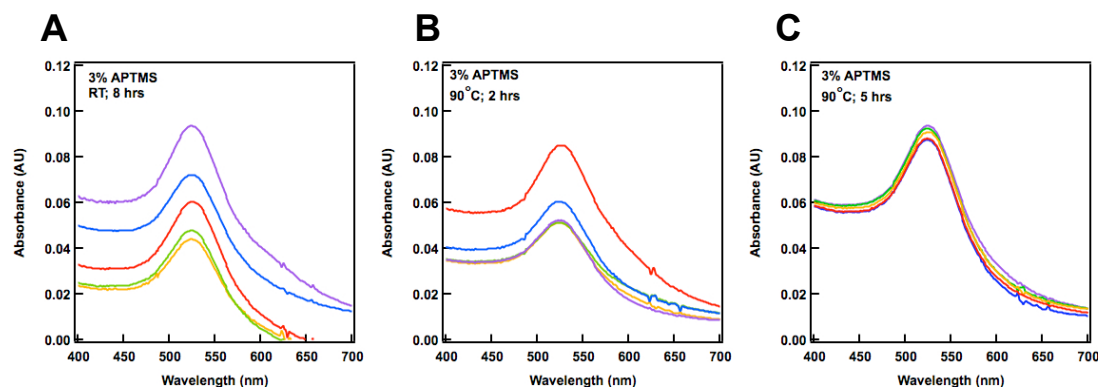 A
B
C
3% APTMS
RT; 8 hrs
Absorbance (AU)
0.12
0.10
0.08
0.06
0.04
0.02
0.00
400
450
500
550
600
650
700
Wavelength (nm)
3% APTMS
90°C; 2 hrs
Absorbance (AU)
0.12
0.10
0.08
0.06
0.04
0.02
0.00
400
450
500
550
600
650
700
Wavelength (nm)
3% APTMS
90°C; 5 hrs
Absorbance (AU)
0.12
0.10
0.08
0.06
0.04
0.02
0.00
400
450
500
550
600
650
700
Wavelength (nm)